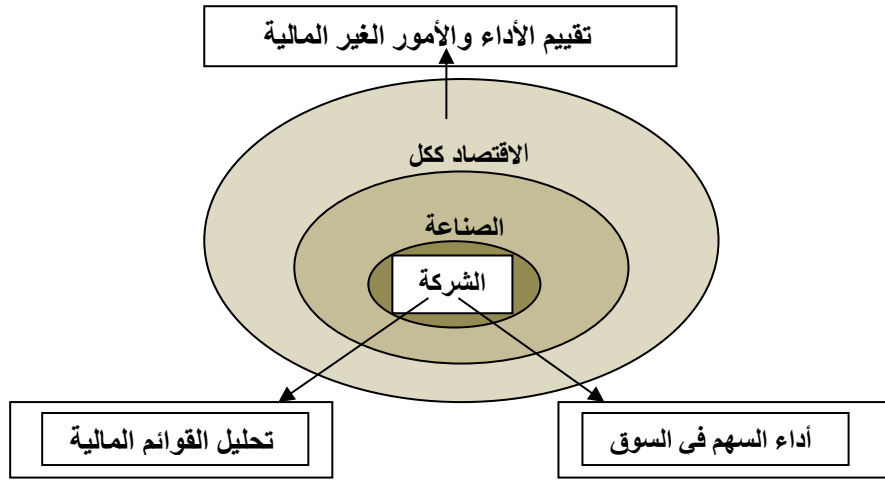 تقييم الأداء والأمور الغير المالية
الاقتصاد ككل
الصناعة
الشركة
تحليل القوائم المالية
أداء السهم فى السوق